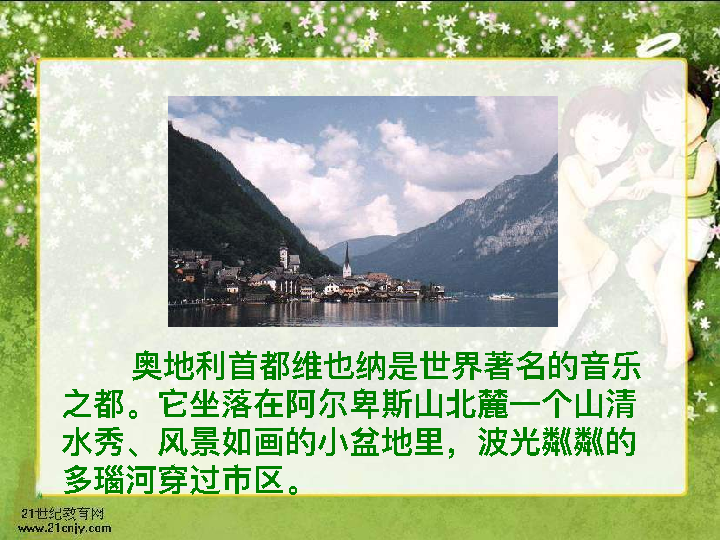 奥地利首都维也纳是世界著名的音乐
之都。它坐落在阿尔卑斯山北麓一个山清
水秀、风景如画的小盆地里，波光粼粼的
多瑙河穿过市区。
21世纪教育网
www.21cnjy.com